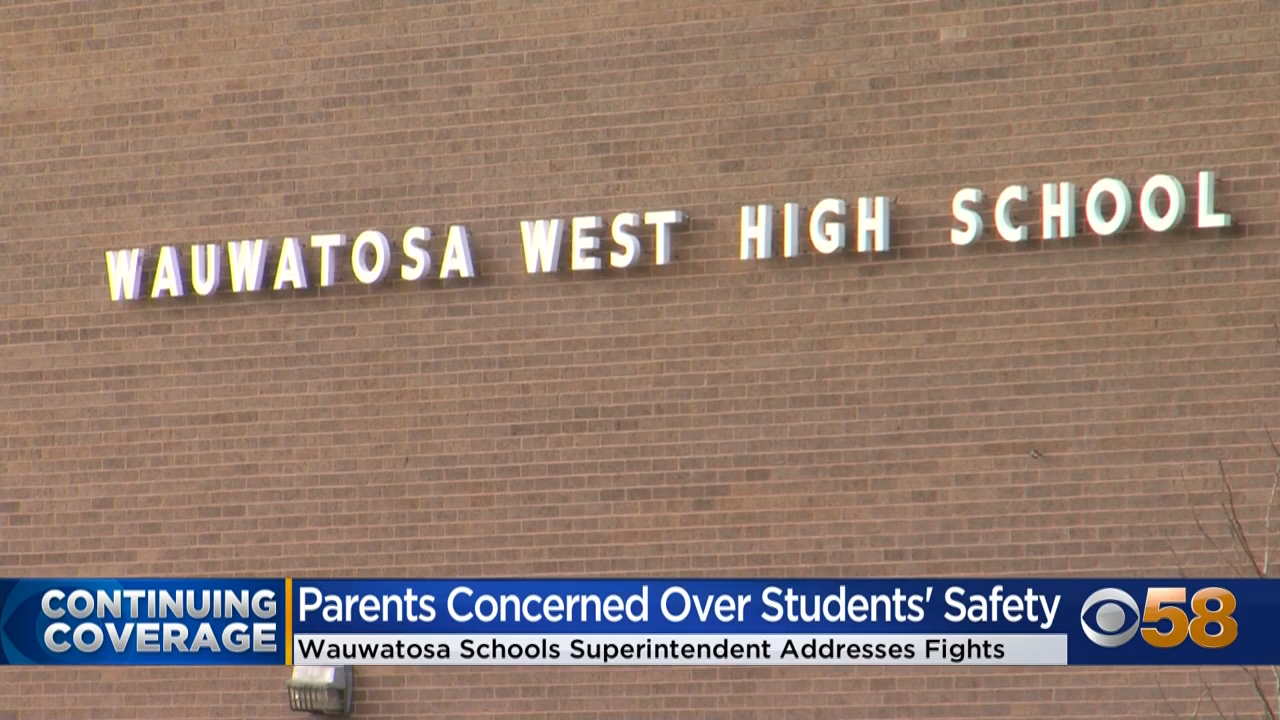 WAUWATOSA WEST HIGH SCHOOL
CONTINUING
COVERAGE
Parents Concerned Over Students' Safety
Wauwatosa Schools Superintendent Addresses Fights
58